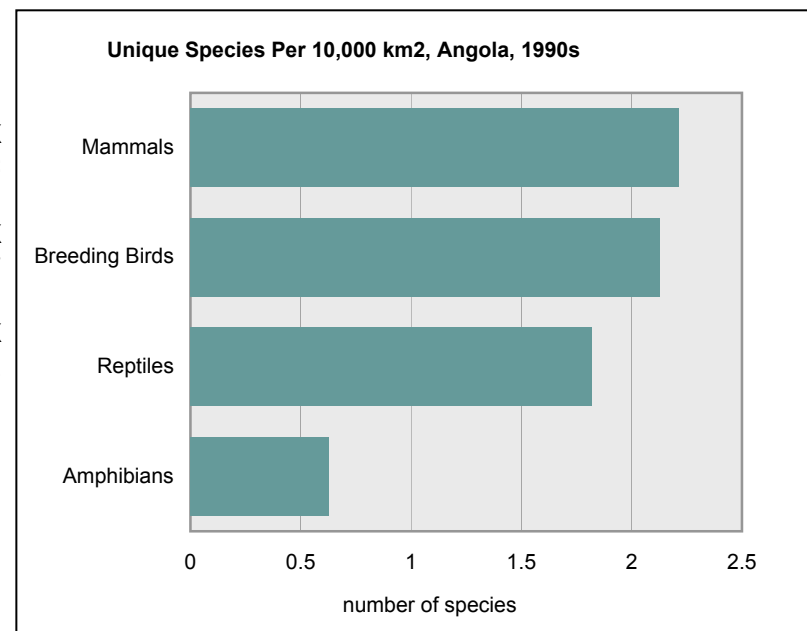 Unique Species Per 10,000 km2, Angola, 1990s
Mammals
Breeding Birds
Reptiles
Amphibians
0 0.5 1 1.5 2 2.5
number of species